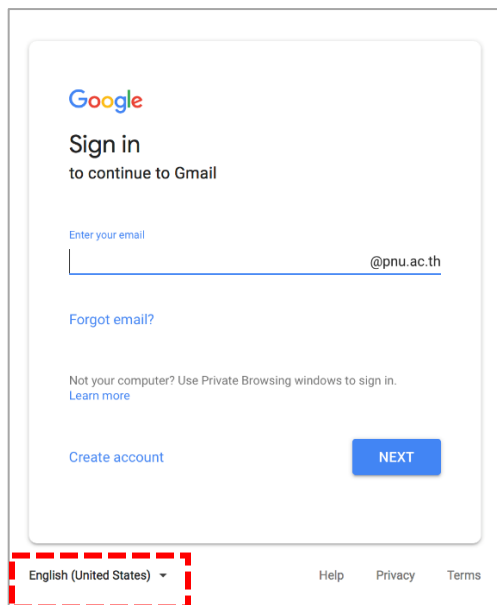 Google
Sign in
to continue to Gmail
Enter your email
@pnu.ac.th
Forgot email?
Not your computer? Use Private Browsing windows to sign in.
Learn more
Create account
NEXT
English (United States)
Help Privacy Terms